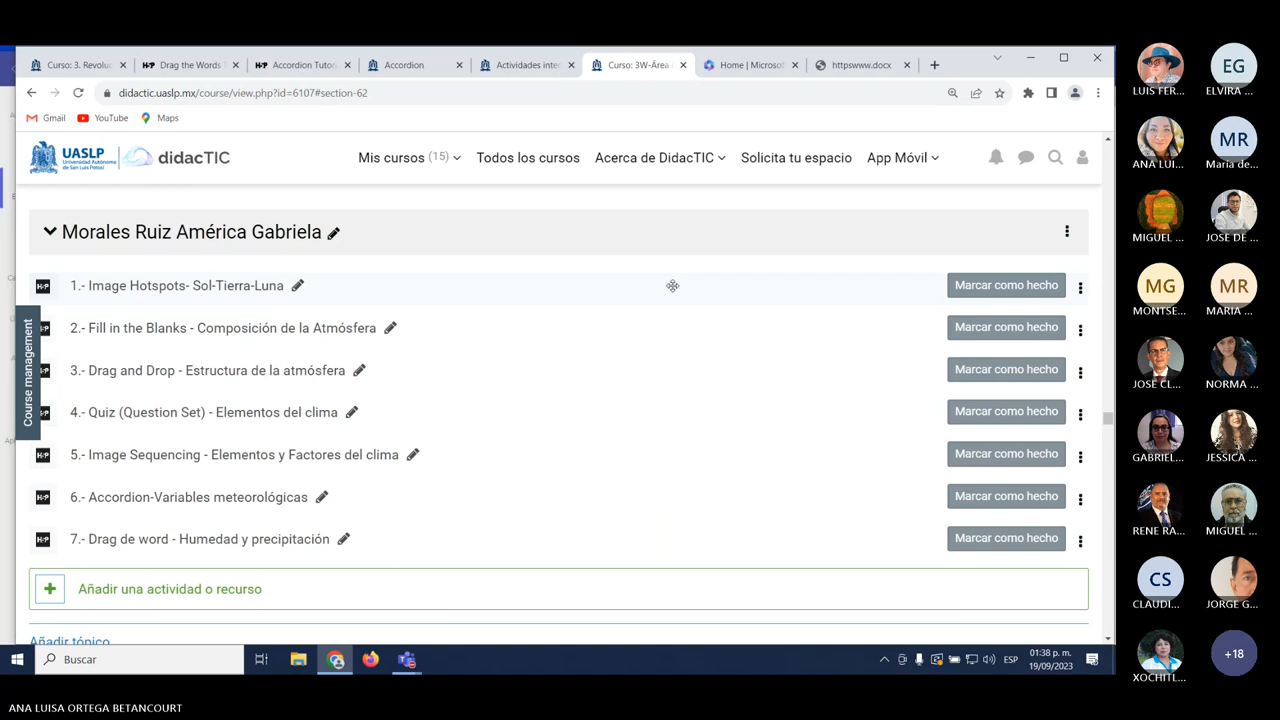 Curso: 3. Revolu
Drag the Words T
Accordion Tutor
Accordion
Actividades inter
Curso: 3W-Área
Home | Microsof
httpswww.docx
didactic.uaslp.mx/course/view.php?id=6107#section-62
Gmail
YouTube
Maps
UASLP
Universidad Autónoma
de San Luis Potosí
didacTIC
Mis cursos (15)
Todos los cursos
Acerca de DidacTIC
Solicita tu espacio
App Móvil
Morales Ruiz América Gabriela
H-P 1.- Image Hotspots- Sol-Tierra-Luna Marcar como hecho
2.- Fill in the Blanks - Composición de la Atmósfera Marcar como hecho
3.- Drag and Drop - Estructura de la atmósfera Marcar como hecho
4.- Quiz (Question Set) - Elementos del clima Marcar como hecho
5.- Image Sequencing - Elementos y Factores del clima Marcar como hecho
H-P 6.- Accordion-Variables meteorológicas Marcar como hecho
H-P 7.- Drag de word - Humedad y precipitación Marcar como hecho
Course management
Añadir una actividad o recurso
Añadir tópico
Buscar
ESP
01:38 p. m.
19/09/2023
LUIS FER...
EG
ELVIRA ...
ANA LUI...
MR
María de...
MIGUEL ...
JOSE DE ...
MG
MONTSE...
MR
MARIA ...
JOSE CL...
NORMA ...
GABRIEL...
JESSICA ...
RENE RA...
MIGUEL ...
CS
CLAUDI...
JORGE G...
XOCHITL...
+18
ANA LUISA ORTEGA BETANCOURT